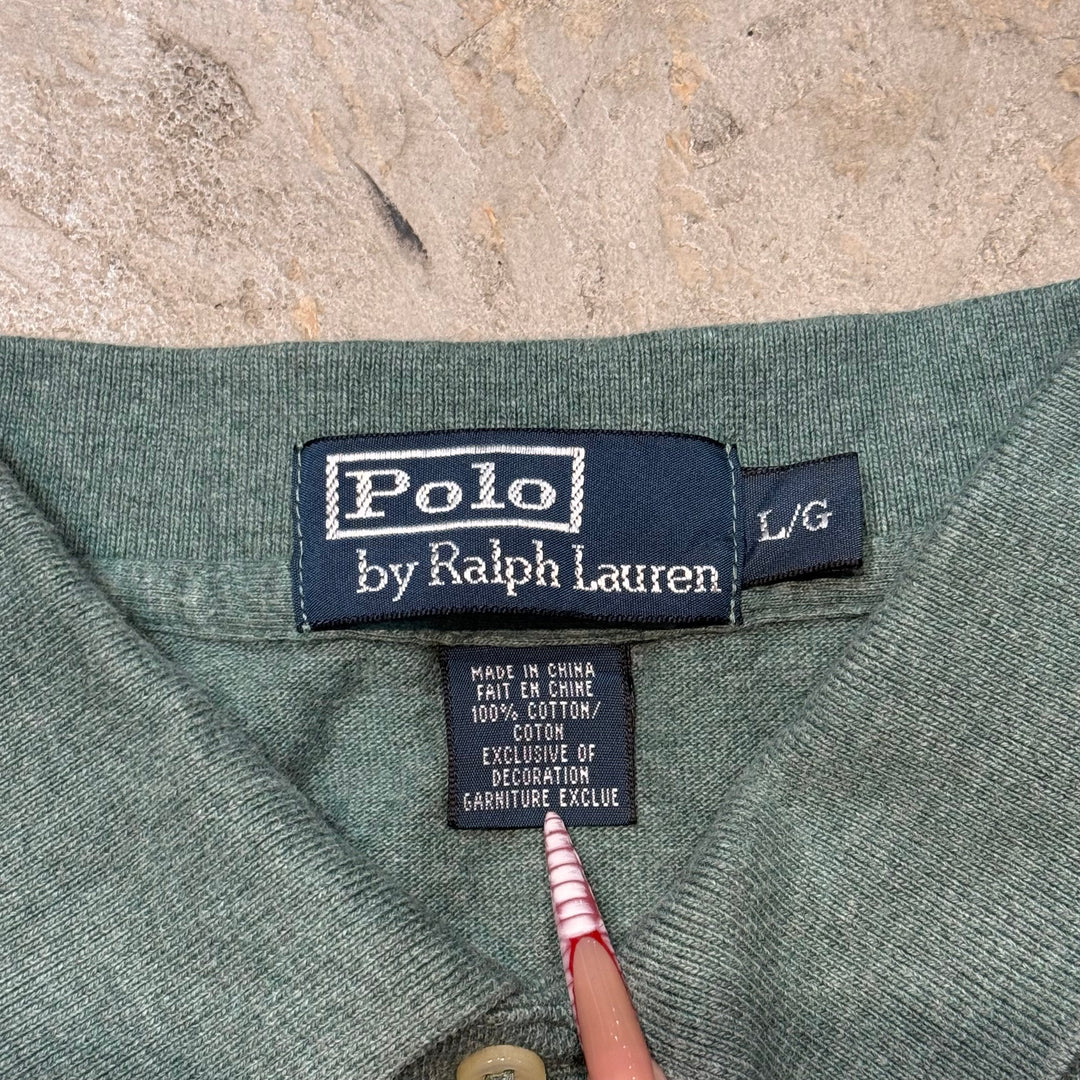 Polo
by Ralph Lauren
L/G
MADE IN CHINA
FAIT EN CHINE
100% COTTON/
COTON
EXCLUSIVE OF
DECORATION
GARNITURE EXCLUE